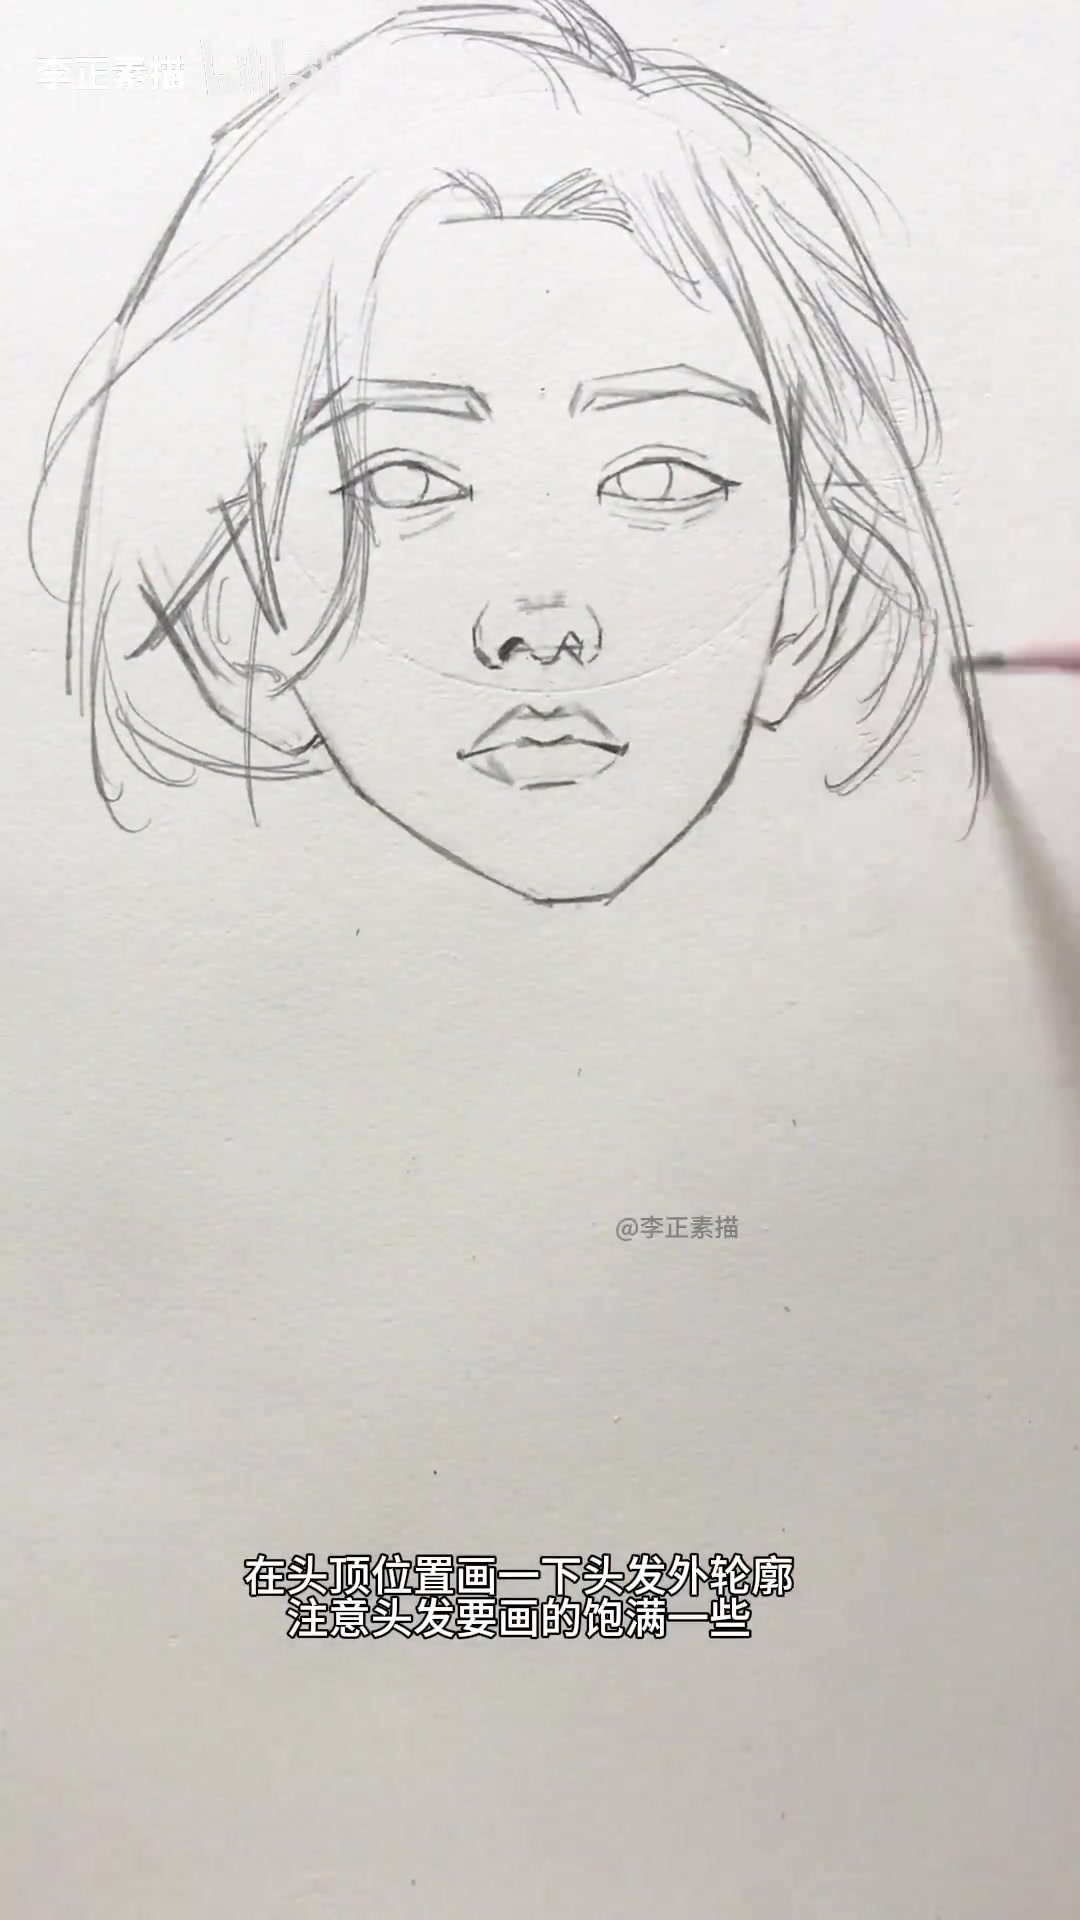 李正素描
@李正素描
在头顶位置画一下头发外轮廓
注意头发要画的饱满一些